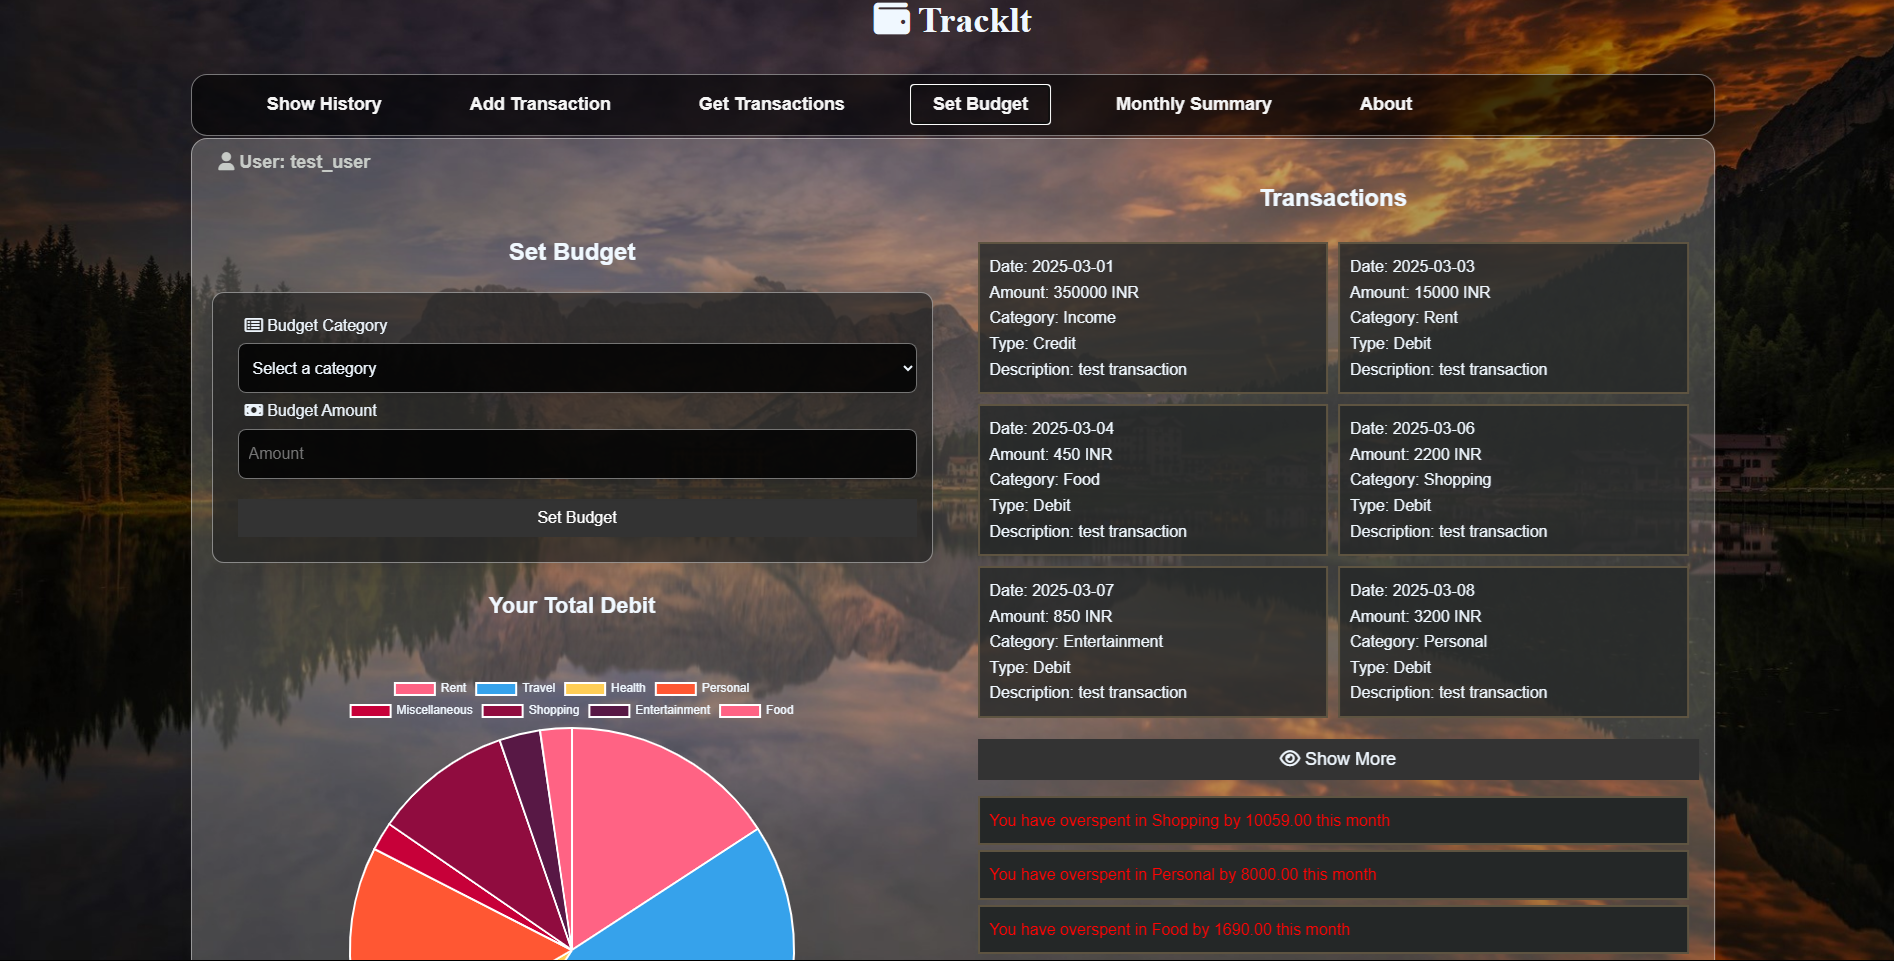 TrackIt
Show History
Add Transaction
Get Transactions
Set Budget
Monthly Summary
About
User: test_user
Set Budget
Budget Category
Select a category
Budget Amount
Amount
Set Budget
Your Total Debit
Rent
Travel
Health
Personal
Miscellaneous
Shopping
Entertainment
Food
Transactions
Date: 2025-03-01
Amount: 350000 INR
Category: Income
Type: Credit
Description: test transaction
Date: 2025-03-03
Amount: 15000 INR
Category: Rent
Type: Debit
Description: test transaction
Date: 2025-03-04
Amount: 450 INR
Category: Food
Type: Debit
Description: test transaction
Date: 2025-03-06
Amount: 2200 INR
Category: Shopping
Type: Debit
Description: test transaction
Date: 2025-03-07
Amount: 850 INR
Category: Entertainment
Type: Debit
Description: test transaction
Date: 2025-03-08
Amount: 3200 INR
Category: Personal
Type: Debit
Description: test transaction
Show More
You have overspent in Shopping by 10059.00 this month
You have overspent in Personal by 8000.00 this month
You have overspent in Food by 1690.00 this month